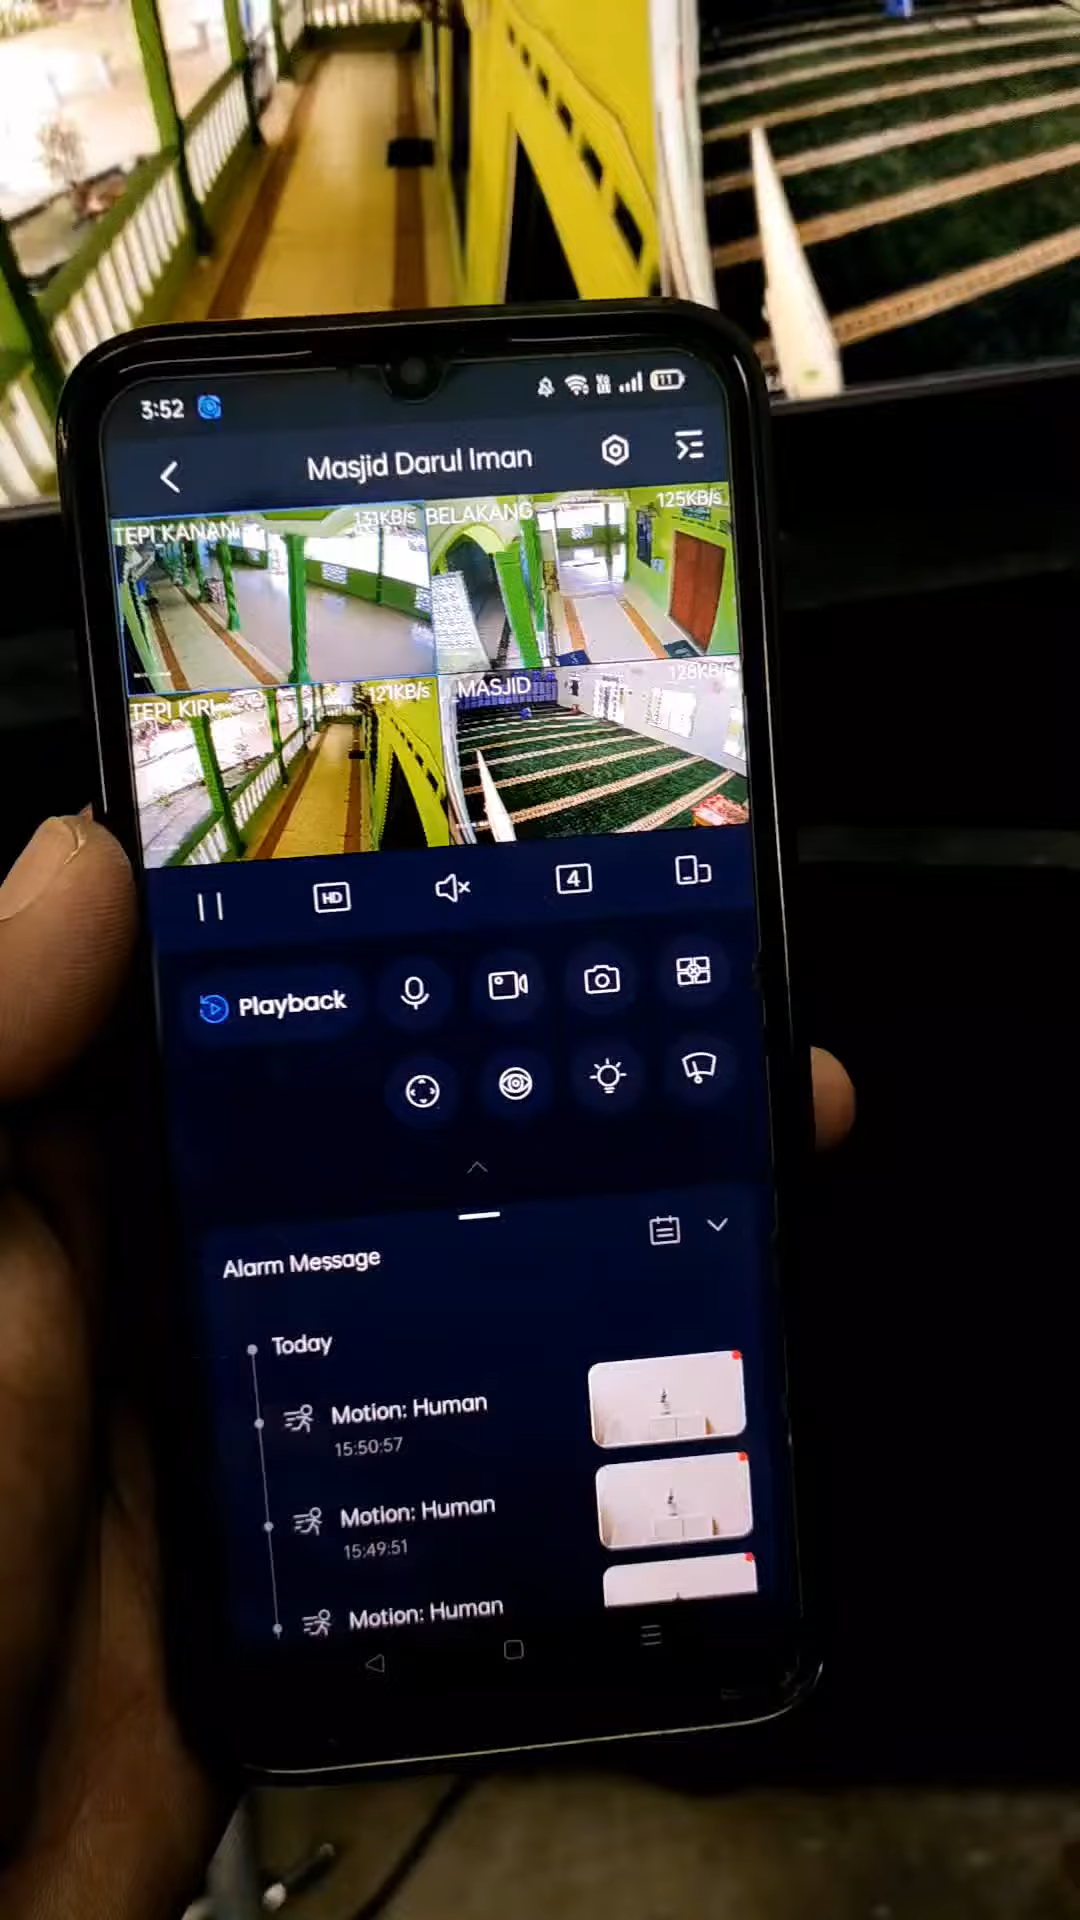 3:52
11
Masjid Darul Iman
TEPI KANAN 131KB/s
BELAKANG 125KB/s
TEPI KIRI 121KB/s
MASJID 128KB/s
HD
4
Playback
Alarm Message
Today
Motion: Human
15:50:57
Motion: Human
15:49:51
Motion: Human